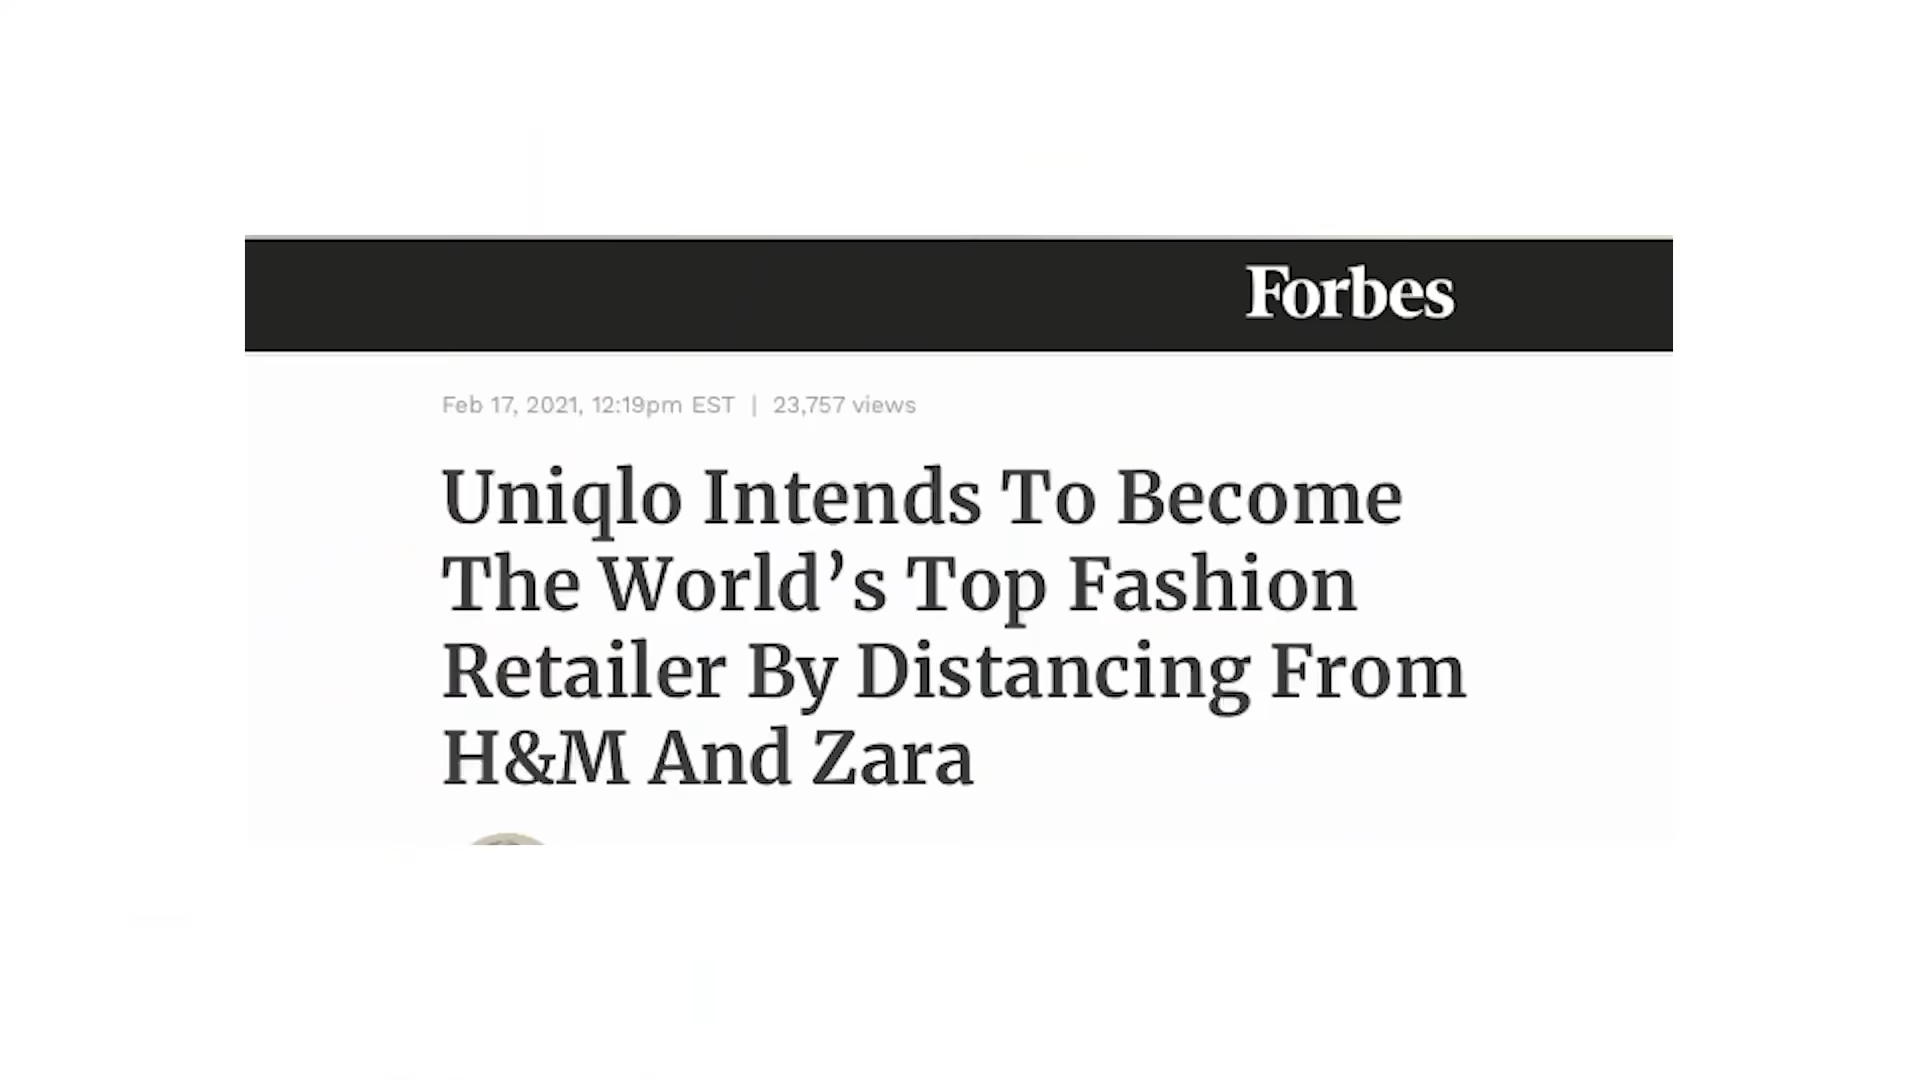 Forbes
Feb 17, 2021, 12:19pm EST | 23,757 views
Uniqlo Intends To Become
The World’s Top Fashion
Retailer By Distancing From
H&M And Zara